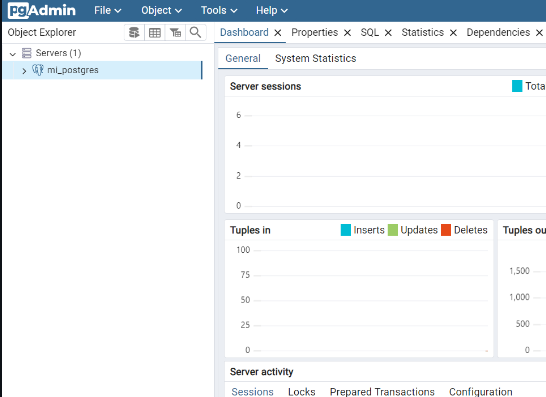 pgAdmin File Object Tools Help
Object Explorer
Dashboard Properties SQL Statistics Dependencies
Servers (1)
mi_postgres
General System Statistics
Server sessions
6
4
2
0
Tuples in Inserts Updates Deletes
100
75
50
25
0
Tuples
1,500
1,000
500
0
Server activity
Sessions Locks Prepared Transactions Configuration